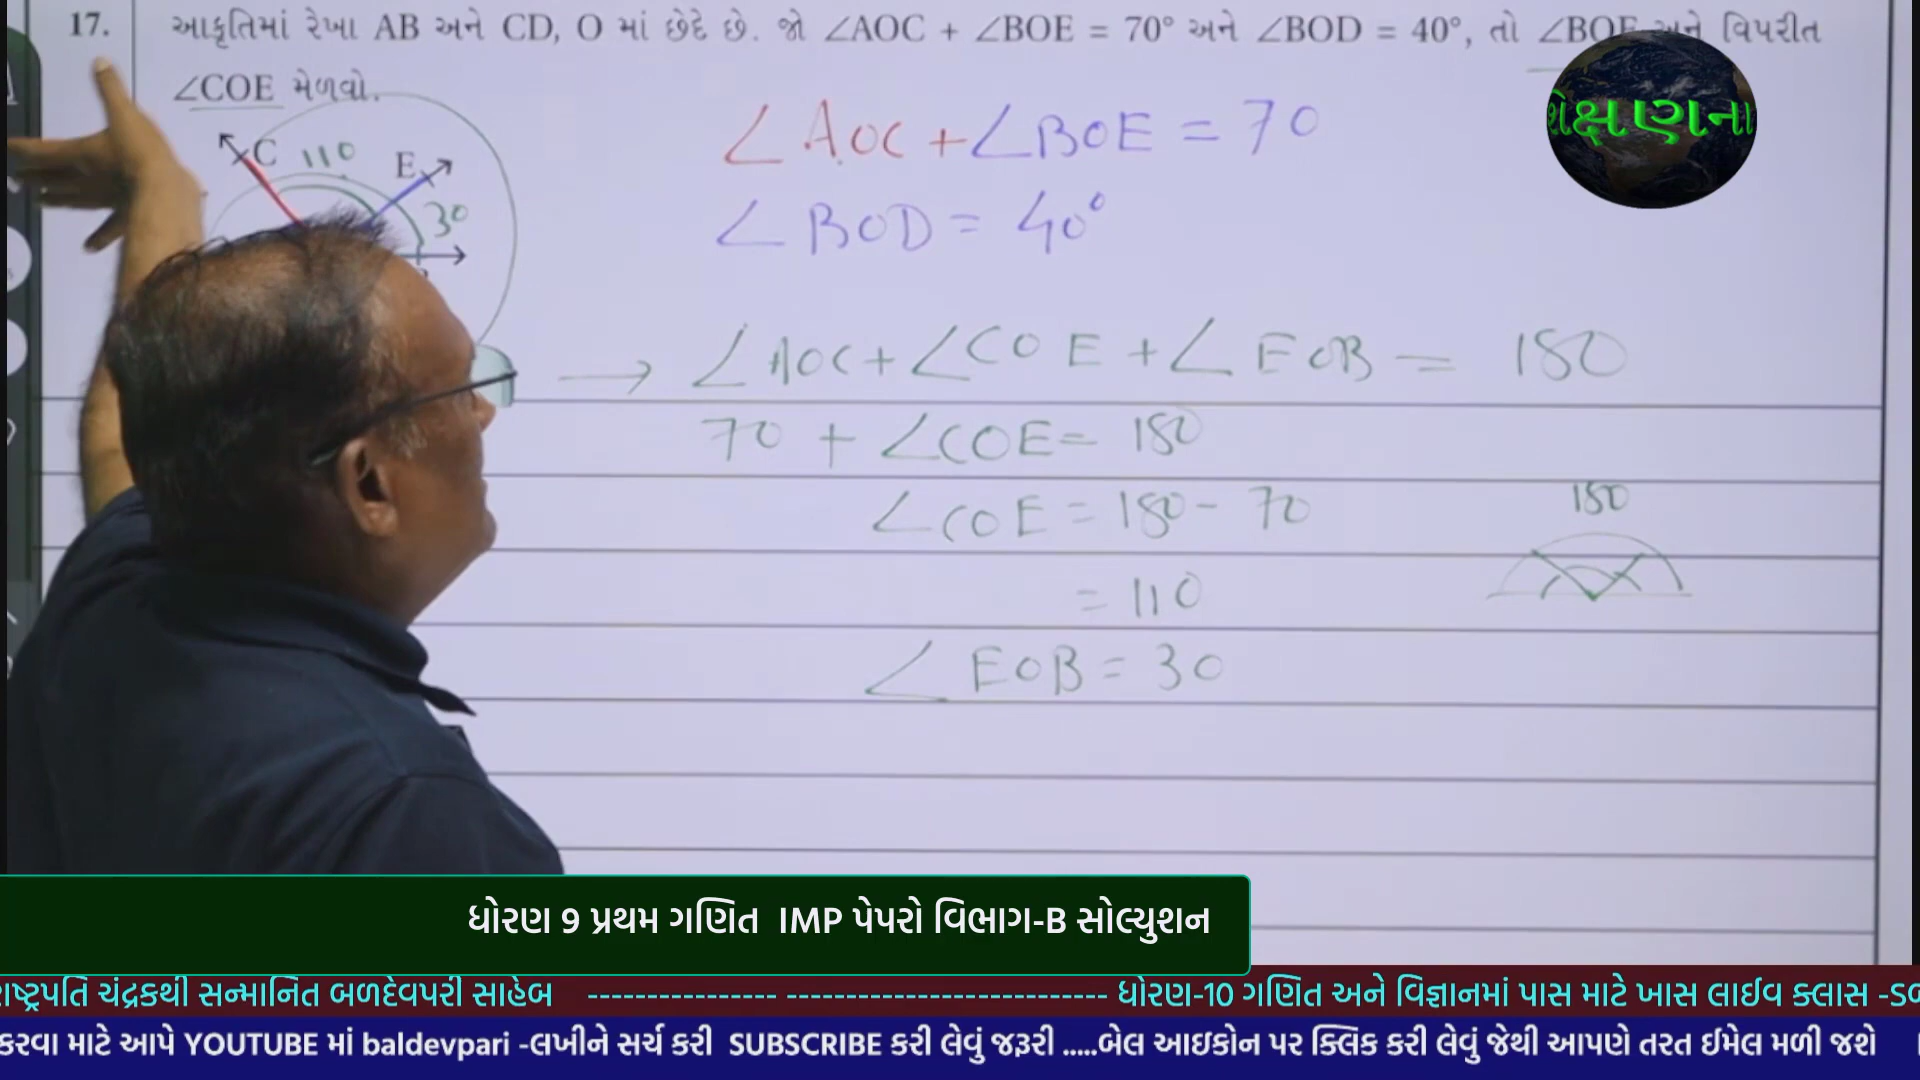 17. આકૃતિમાં રેખા AB અને CD, O માં છેદે છે. જો ∠AOC + ∠BOE = 70° અને ∠BOD = 40°, તો ∠BOE અને વિપરીત
∠COE મેળવો.
C 110 E
30
∠AOC + ∠BOE = 70
∠BOD = 40°
→ ∠AOC + ∠COE + ∠EOB = 180
70 + ∠COE = 180
∠COE = 180 - 70
= 110
∠EOB = 30
180
ક્ષણના
ધોરણ 9 પ્રથમ ગણિત IMP પેપરો વિભાગ-B સોલ્યુશન
ષ્ટ્રપતિ ચંદ્રકથી સન્માનિત બળદેવપરી સાહેબ ---------------- --------------------------- ધોરણ-10 ગણિત અને વિજ્ઞાનમાં પાસ માટે ખાસ લાઈવ ક્લાસ
કરવા માટે આપે YOUTUBE માં baldevpari -લખીને સર્ચ કરી SUBSCRIBE કરી લેવું જરૂરી .....બેલ આઇકોન પર ક્લિક કરી લેવું જેથી આપણે તરત ઈમેલ મળી જશે